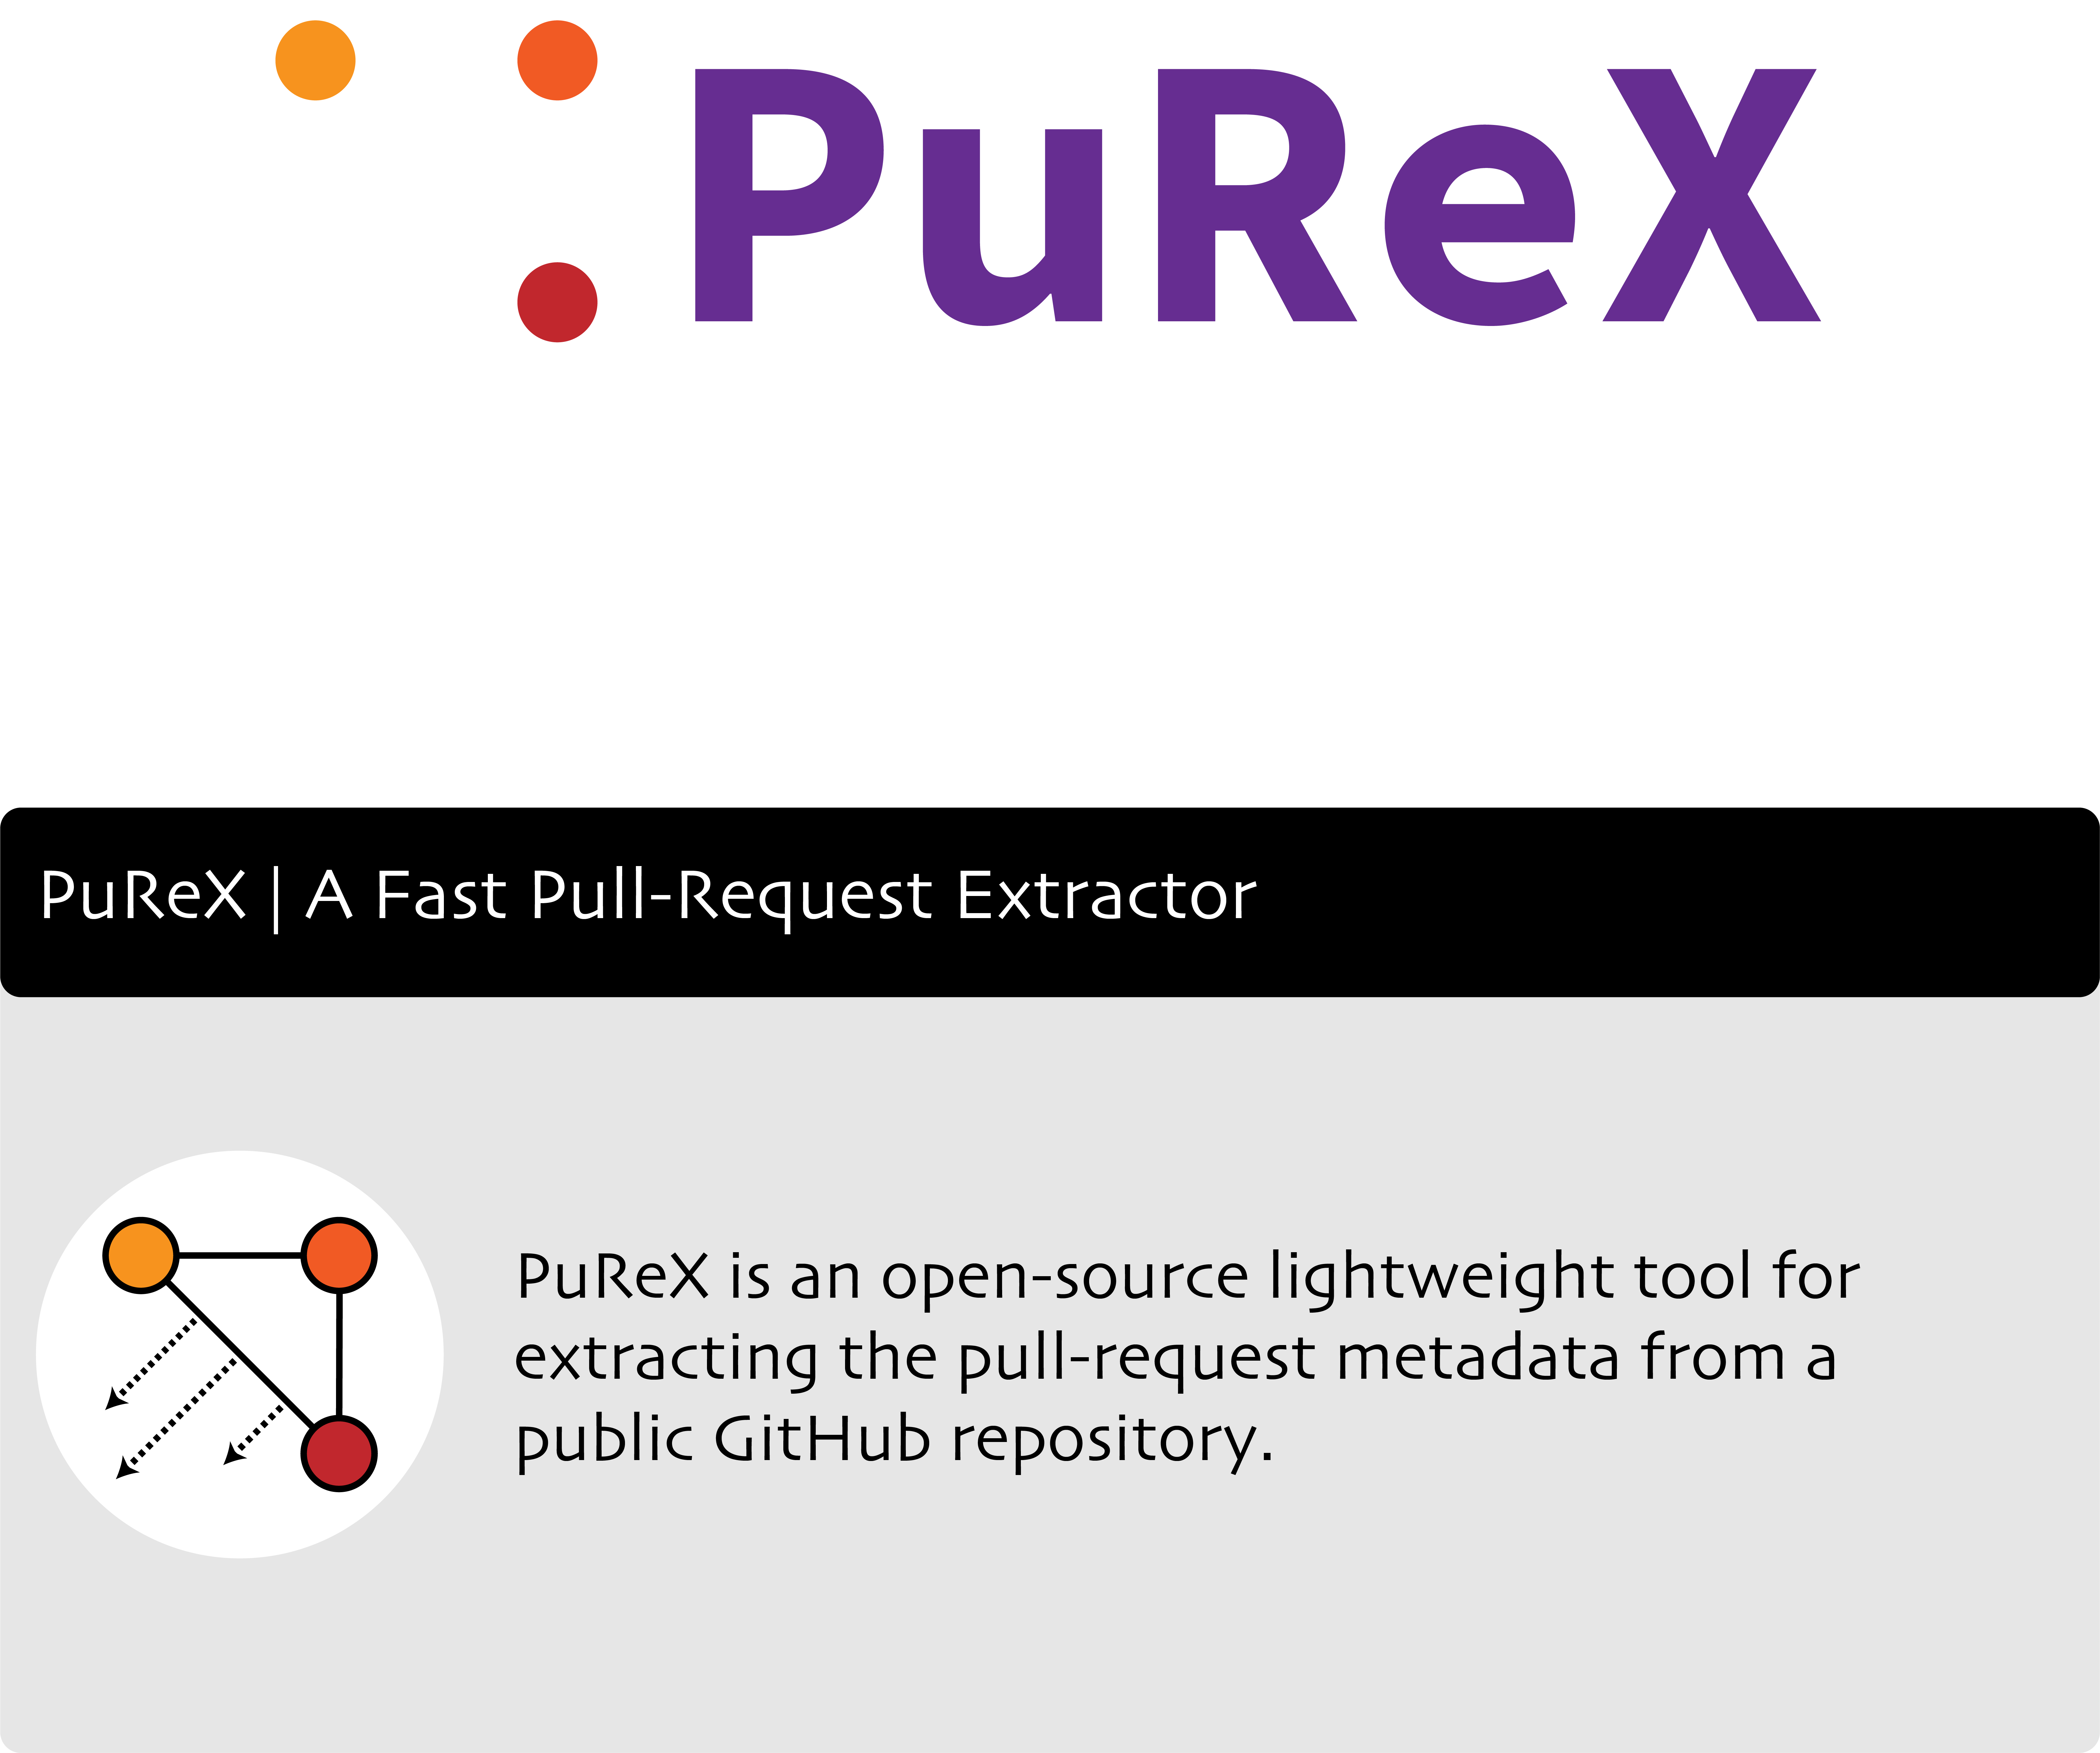 PuReX
PuReX | A Fast Pull-Request Extractor
PuReX is an open-source lightweight tool for
extracting the pull-request metadata from a
public GitHub repository.